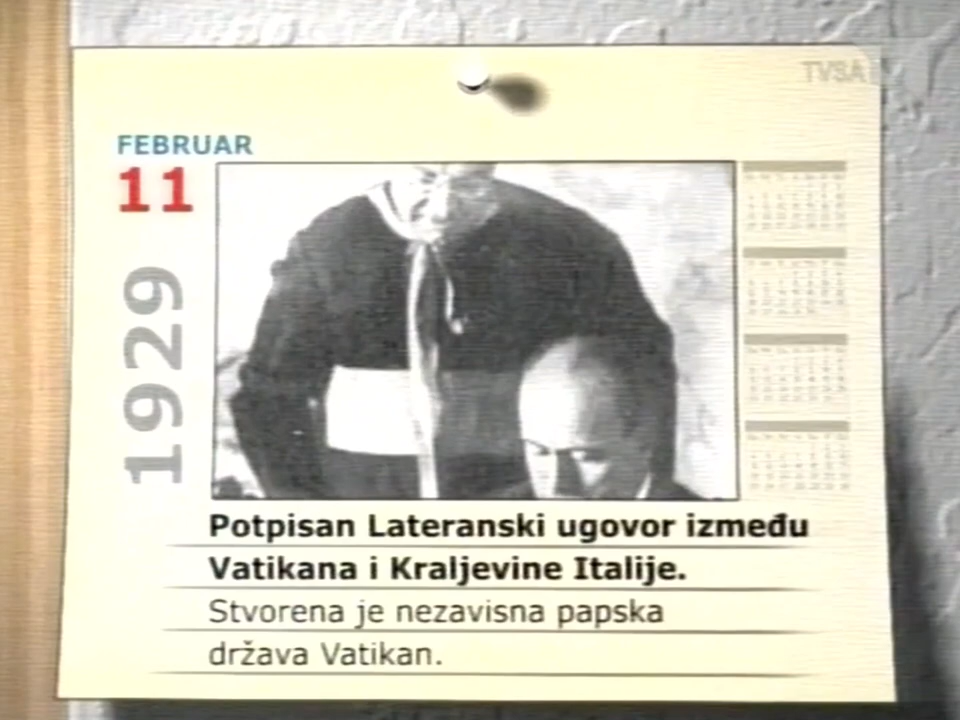 TVSA
FEBRUAR
11
1929
Potpisan Lateranski ugovor između
Vatikana i Kraljevine Italije.
Stvorena je nezavisna papska
država Vatikan.